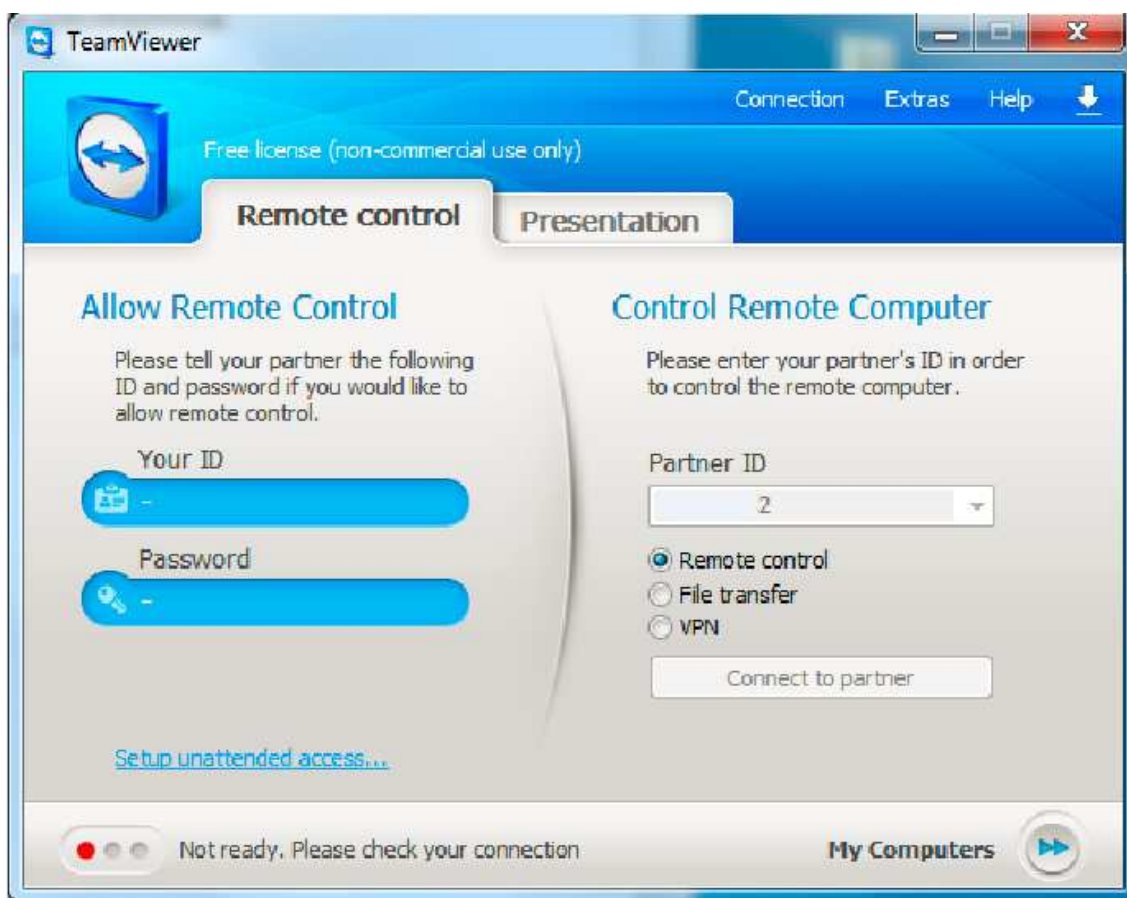 TeamViewer
Connection Extras Help
Free license (non-commercial use only)
Remote control Presentation
Allow Remote Control
Please tell your partner the following
ID and password if you would like to
allow remote control.
Your ID
-
Password
-
Setup unattended access...
Control Remote Computer
Please enter your partner's ID in order
to control the remote computer.
Partner ID
2
Remote control
File transfer
VPN
Connect to partner
Not ready. Please check your connection
My Computers